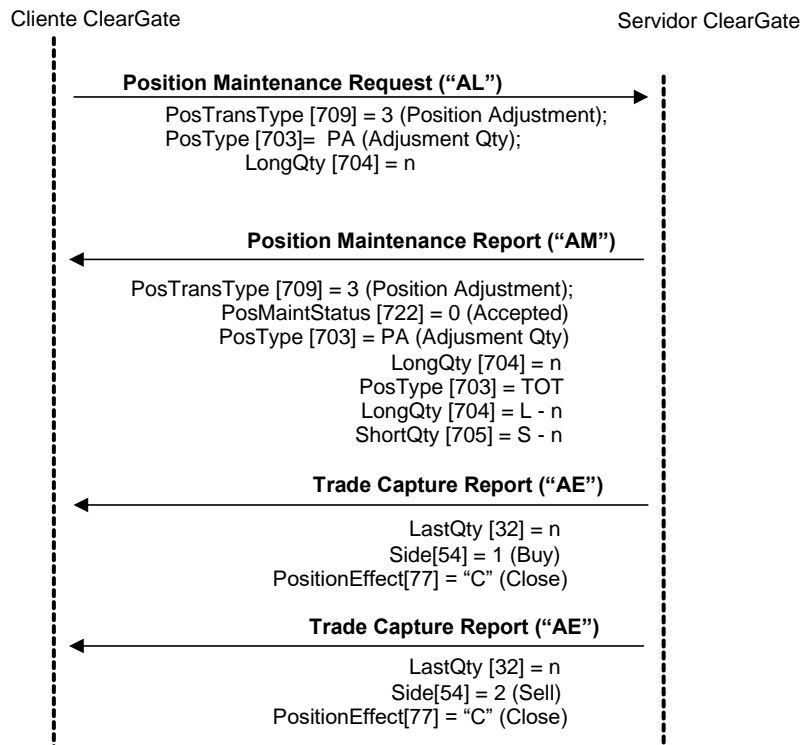 Cliente ClearGate
Servidor ClearGate
Position Maintenance Request (“AL”)
PosTransType [709] = 3 (Position Adjustment);
PosType [703]= PA (Adjusment Qty);
LongQty [704] = n
Position Maintenance Report (“AM”)
PosTransType [709] = 3 (Position Adjustment);
PosMaintStatus [722] = 0 (Accepted)
PosType [703] = PA (Adjusment Qty)
LongQty [704] = n
PosType [703] = TOT
LongQty [704] = L - n
ShortQty [705] = S - n
Trade Capture Report (“AE”)
LastQty [32] = n
Side[54] = 1 (Buy)
PositionEffect[77] = “C” (Close)
Trade Capture Report (“AE”)
LastQty [32] = n
Side[54] = 2 (Sell)
PositionEffect[77] = “C” (Close)